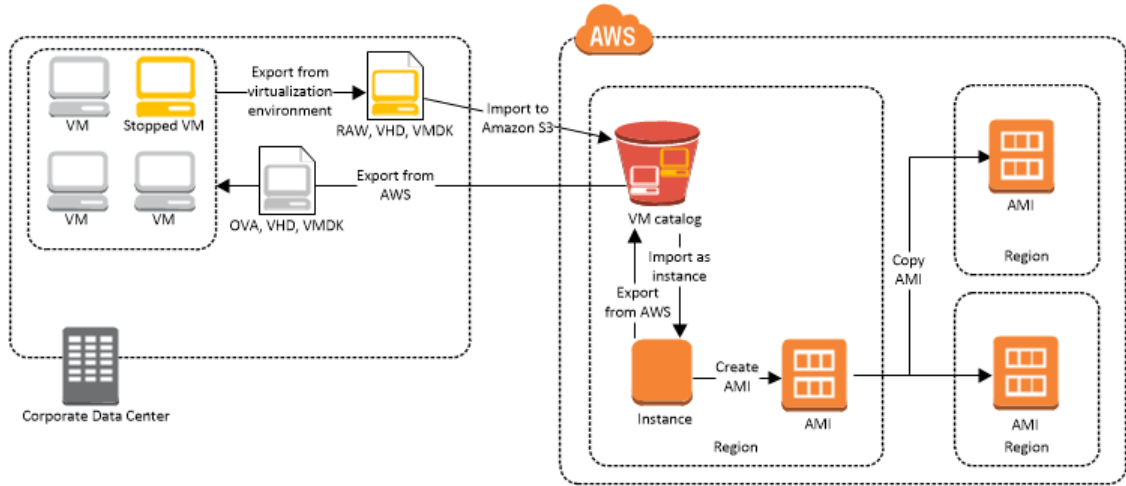 AWS
Export from
virtualization
environment
VM
Stopped VM
RAW, VHD, VMDK
Import to
Amazon S3
VM
VM
OVA, VHD, VMDK
Export from
AWS
VM catalog
Import as
instance
Export
from AWS
Instance
Create
AMI
AMI
Region
Copy
AMI
AMI
Region
AMI
Region
Corporate Data Center